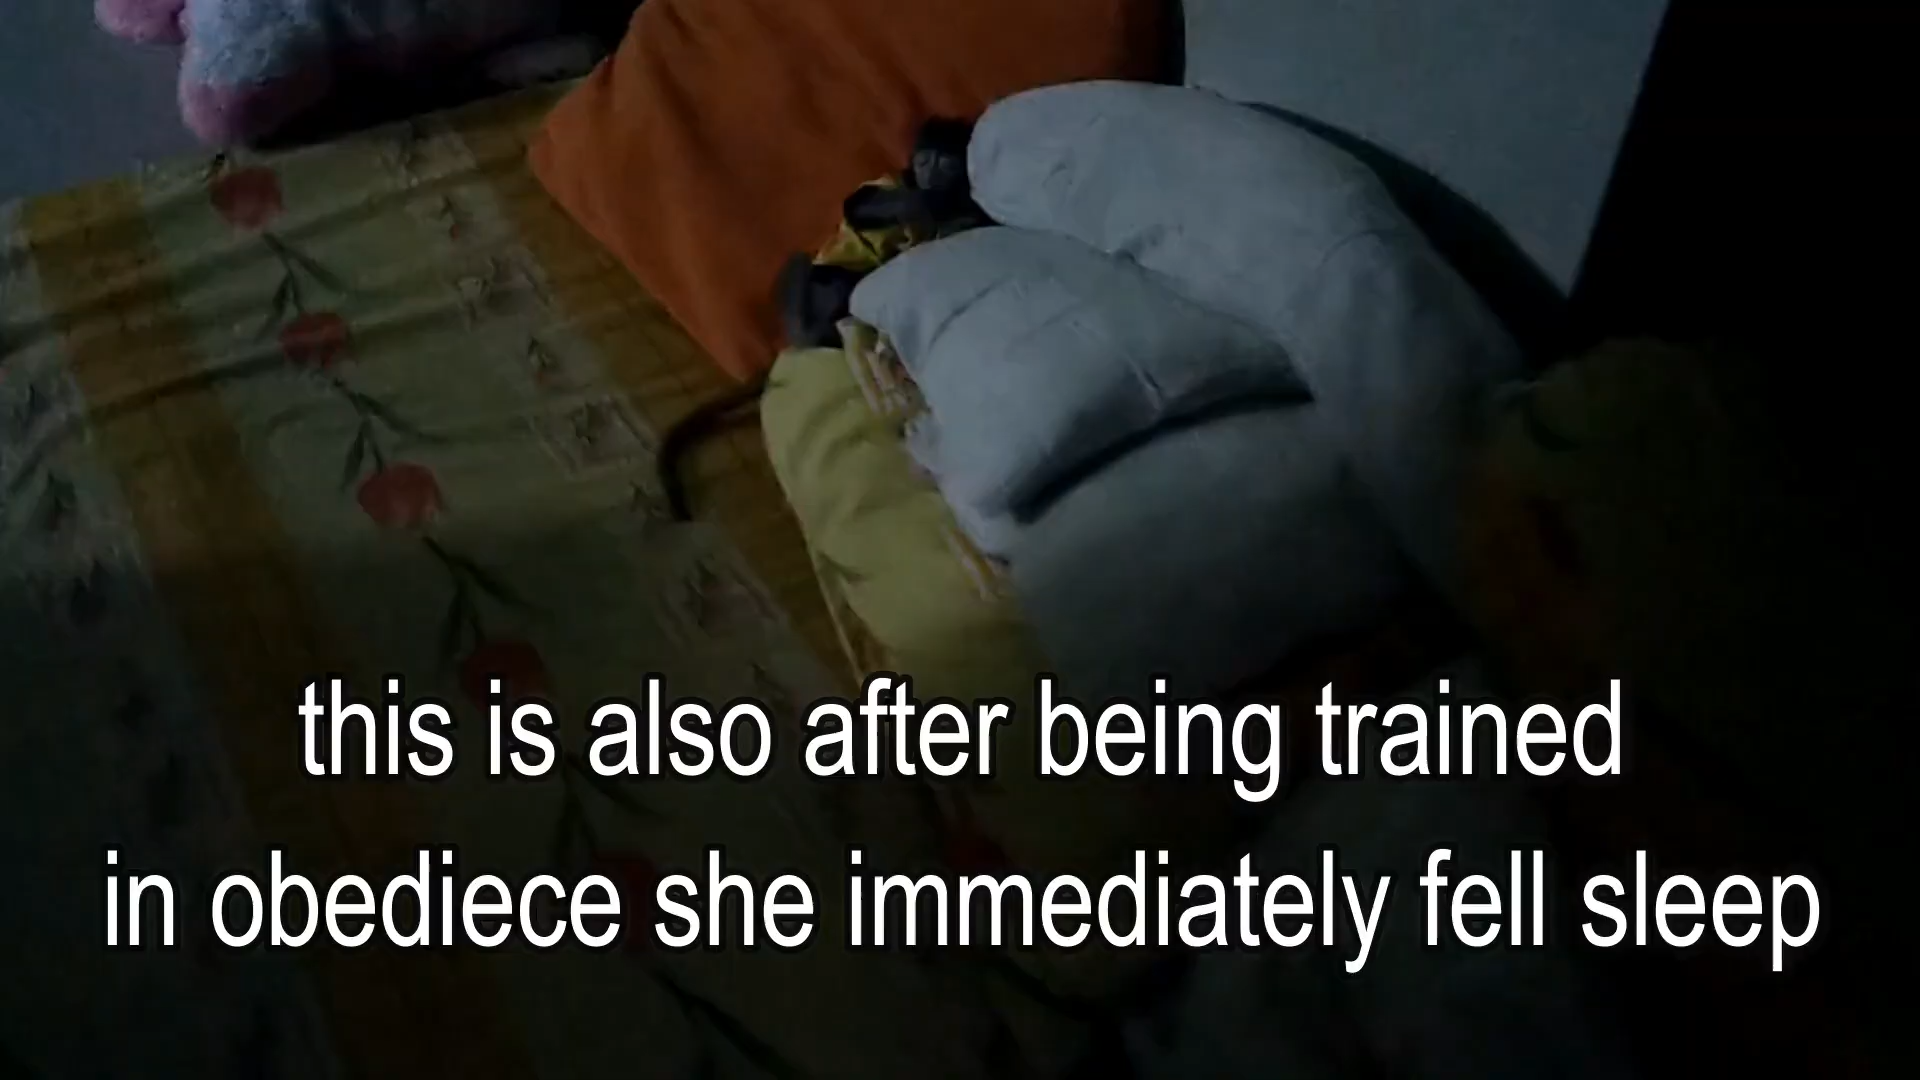 this is also after being trained
in obediece she immediately fell sleep